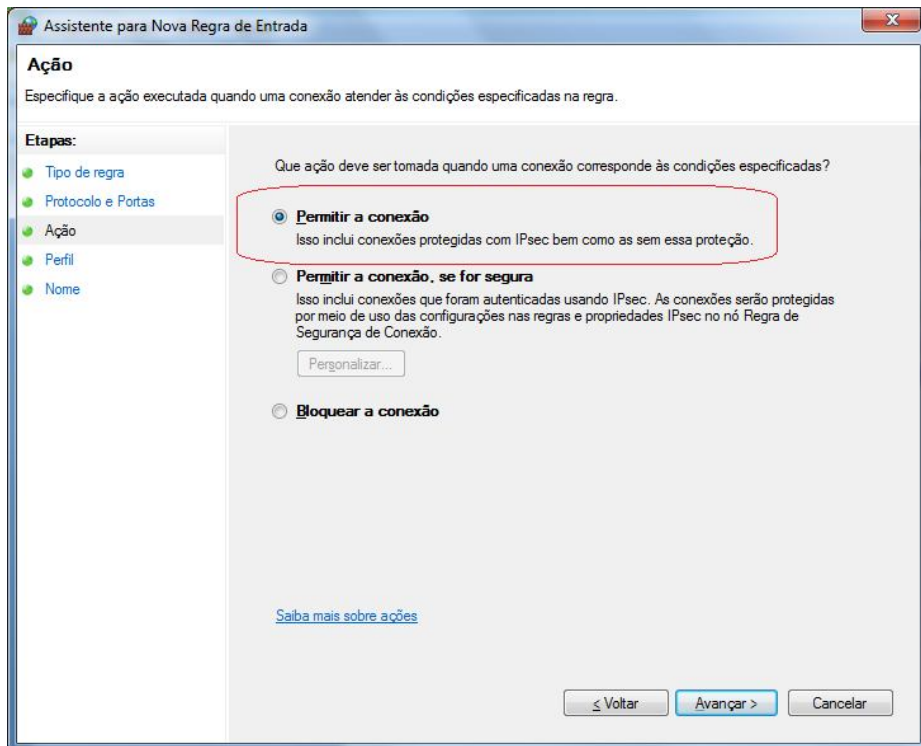 Assistente para Nova Regra de Entrada
Ação
Especifique a ação executada quando uma conexão atender às condições especificadas na regra.
Etapas:
Tipo de regra
Protocolo e Portas
Ação
Perfil
Nome
Que ação deve ser tomada quando uma conexão corresponde às condições especificadas?
Permitir a conexão
Isso inclui conexões protegidas com IPsec bem como as sem essa proteção.
Permitir a conexão, se for segura
Isso inclui conexões que foram autenticadas usando IPsec. As conexões serão protegidas
por meio de uso das configurações nas regras e propriedades IPsec no nó Regra de
Segurança de Conexão.
Personalizar...
Bloquear a conexão
Saiba mais sobre ações
< Voltar
Avançar >
Cancelar